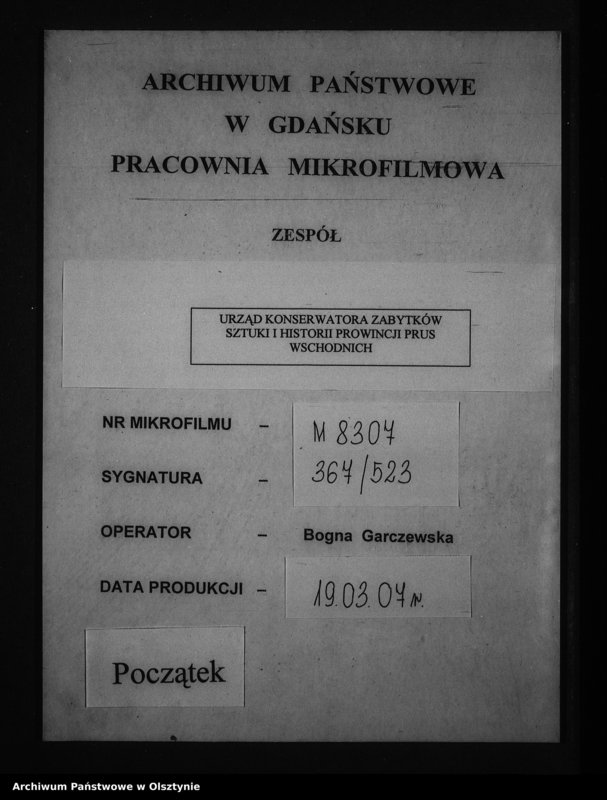 ARCHIWUM PAŃSTWOWE
W GDAŃSKU
PRACOWNIA MIKROFILMOWA
ZESPÓŁ
URZĄD KONSERWATORA ZABYTKÓW
SZTUKI I HISTORII PROWINCJI PRUS
WSCHODNICH
NR MIKROFILMU – M 8307
SYGNATURA – 367/523
OPERATOR – Bogna Garczewska
DATA PRODUKCJI – 19.03.07 r.
Początek
Archiwum Państwowe w Olsztynie